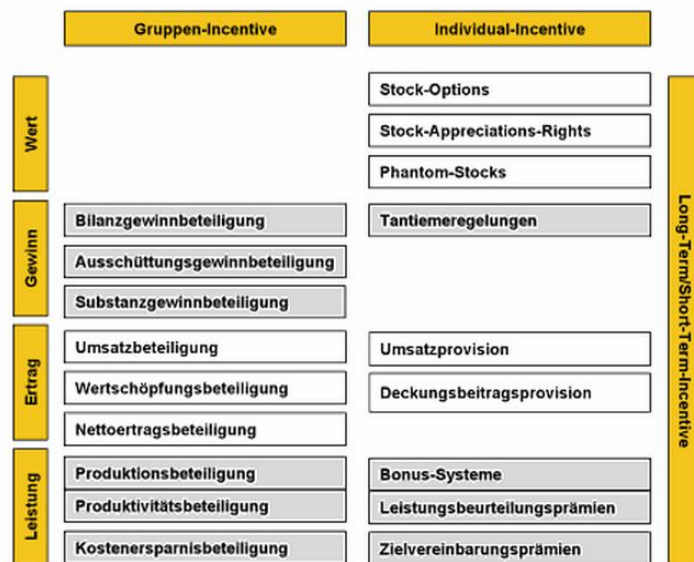 Gruppen-Incentive
Individual-Incentive
Wert
Stock-Options
Stock-Appreciations-Rights
Phantom-Stocks
Gewinn
Bilanzgewinnbeteiligung
Tantiemeregelungen
Ausschüttungsgewinnbeteiligung
Substanzgewinnbeteiligung
Ertrag
Umsatzbeteiligung
Umsatzprovision
Wertschöpfungsbeteiligung
Deckungsbeitragsprovision
Nettoertragsbeteiligung
Leistung
Produktionsbeteiligung
Bonus-Systeme
Produktivitätsbeteiligung
Leistungsbeurteilungsprämien
Kostenersparnisbeteiligung
Zielvereinbarungsprämien
Long-Term/Short-Term-Incentive